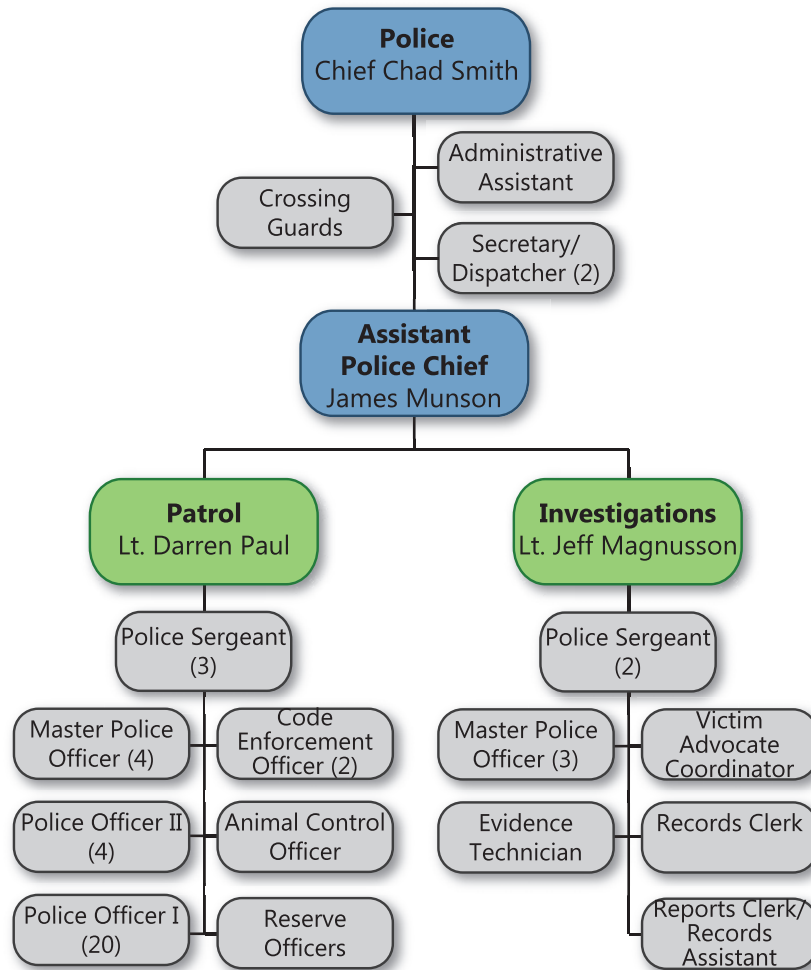 Police
Chief Chad Smith
Administrative
Assistant
Crossing
Guards
Secretary/
Dispatcher (2)
Assistant
Police Chief
James Munson
Patrol
Lt. Darren Paul
Investigations
Lt. Jeff Magnusson
Police Sergeant
(3)
Police Sergeant
(2)
Master Police
Officer (4)
Code
Enforcement
Officer (2)
Master Police
Officer (3)
Victim
Advocate
Coordinator
Police Officer II
(4)
Animal Control
Officer
Evidence
Technician
Records Clerk
Police Officer I
(20)
Reserve
Officers
Reports Clerk/
Records
Assistant